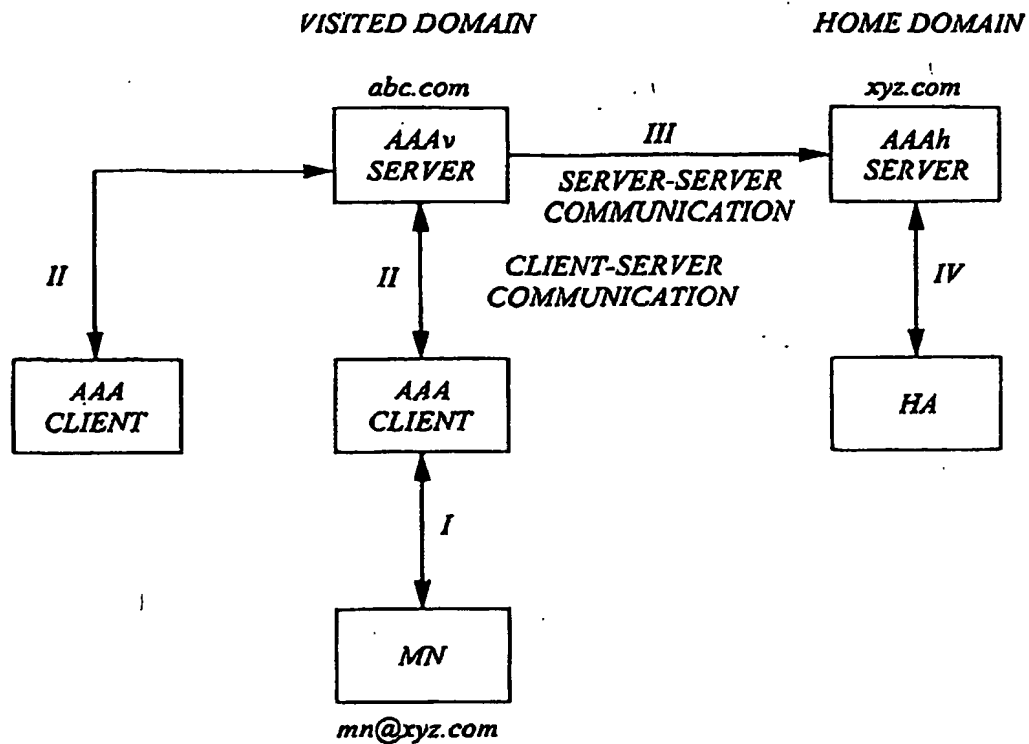 VISITED DOMAIN
HOME DOMAIN
abc.com
xyz.com
AAAv
SERVER
III
AAAh
SERVER
SERVER-SERVER
COMMUNICATION
II
II
CLIENT-SERVER
COMMUNICATION
IV
AAA
CLIENT
AAA
CLIENT
HA
I
MN
mn@xyz.com